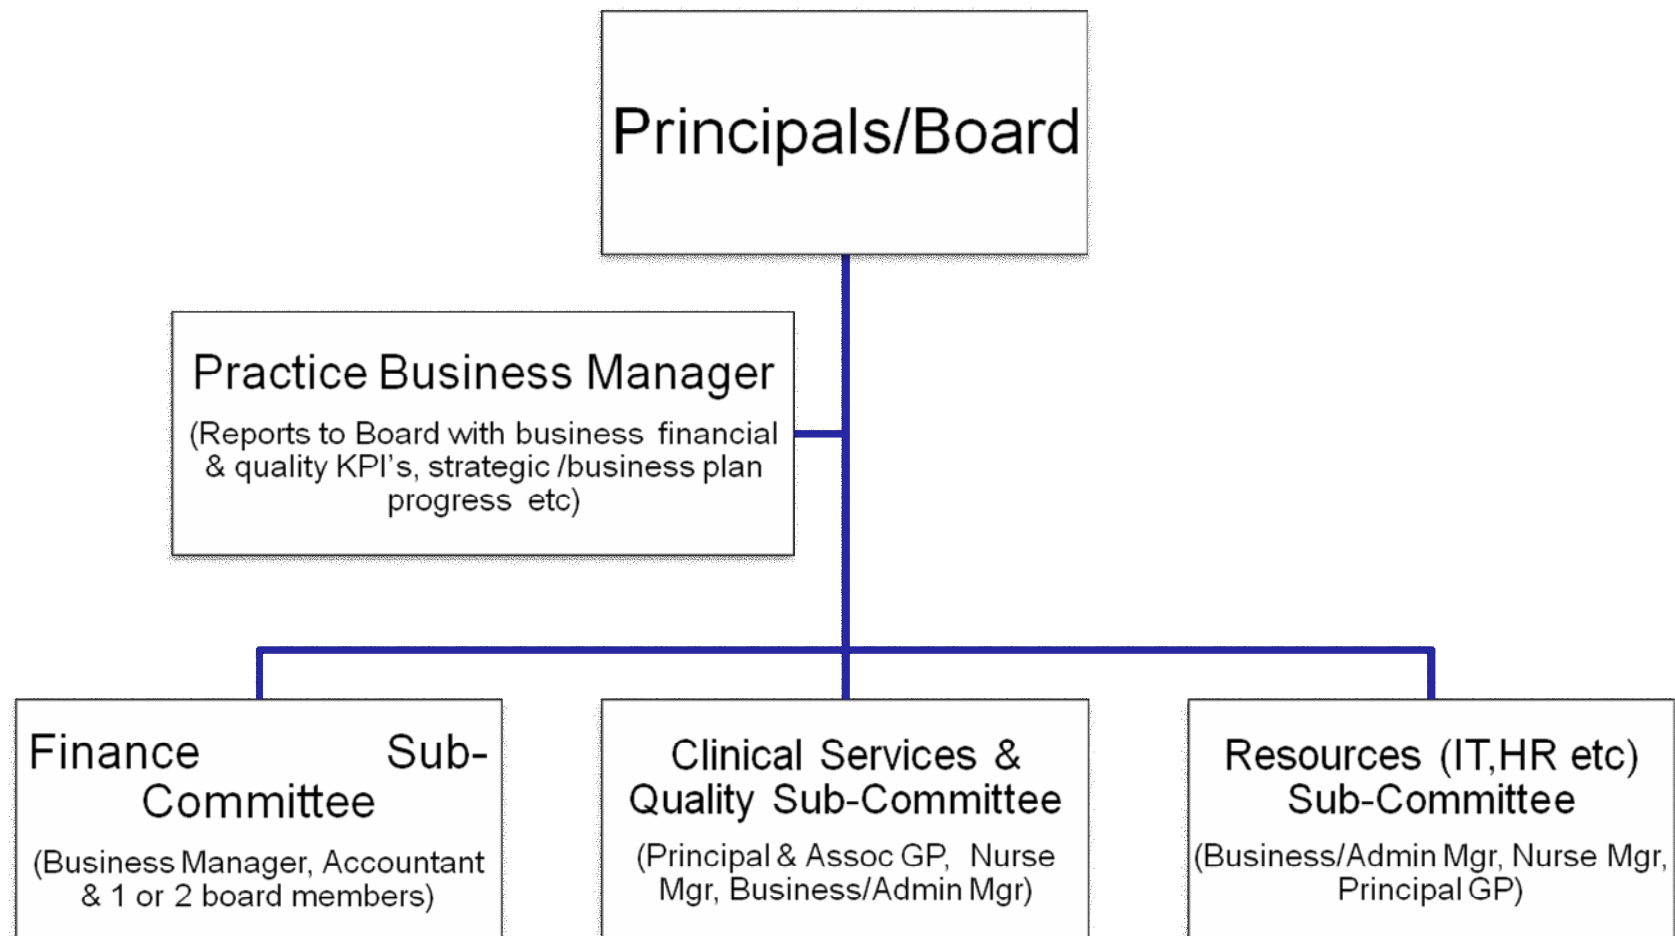 Principals/Board
Practice Business Manager
(Reports to Board with business financial
& quality KPI's, strategic /business plan
progress etc)
Finance Sub-
Committee
(Business Manager, Accountant
& 1 or 2 board members)
Clinical Services &
Quality Sub-Committee
(Principal & Assoc GP, Nurse
Mgr, Business/Admin Mgr)
Resources (IT,HR etc)
Sub-Committee
(Business/Admin Mgr, Nurse Mgr,
Principal GP)